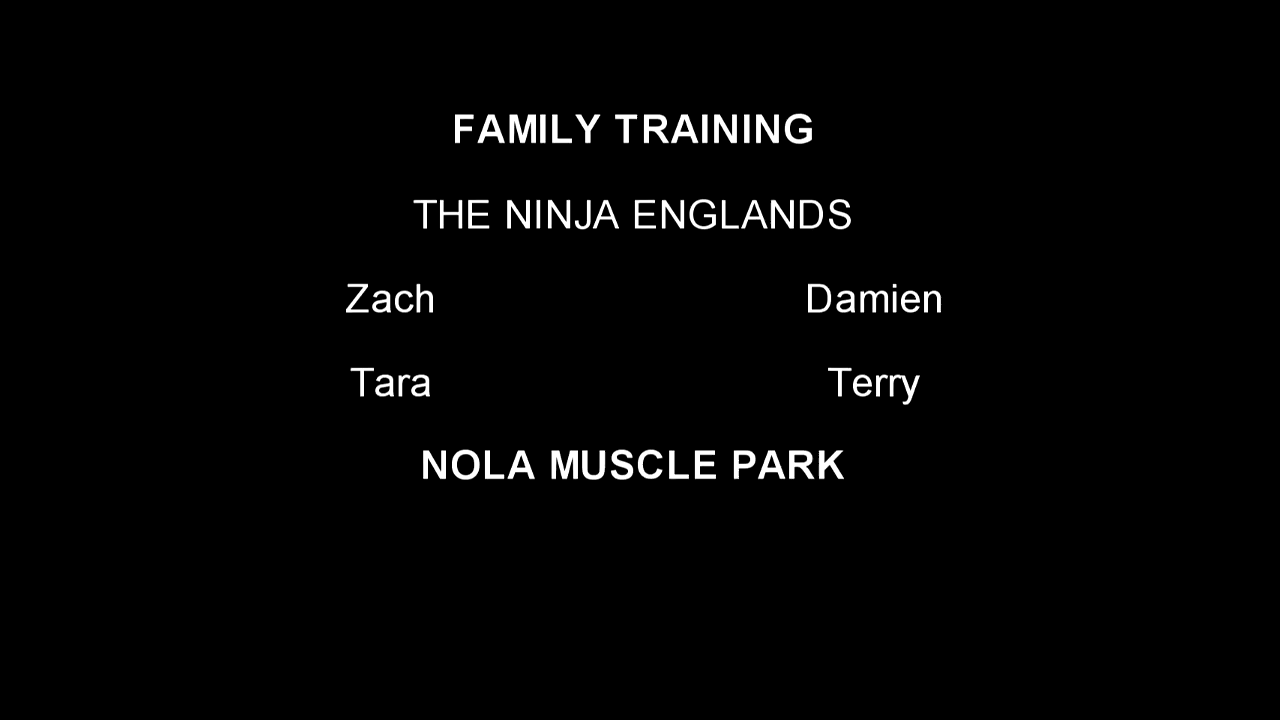 FAMILY TRAINING
THE NINJA ENGLANDS
Zach Damien
Tara Terry
NOLA MUSCLE PARK